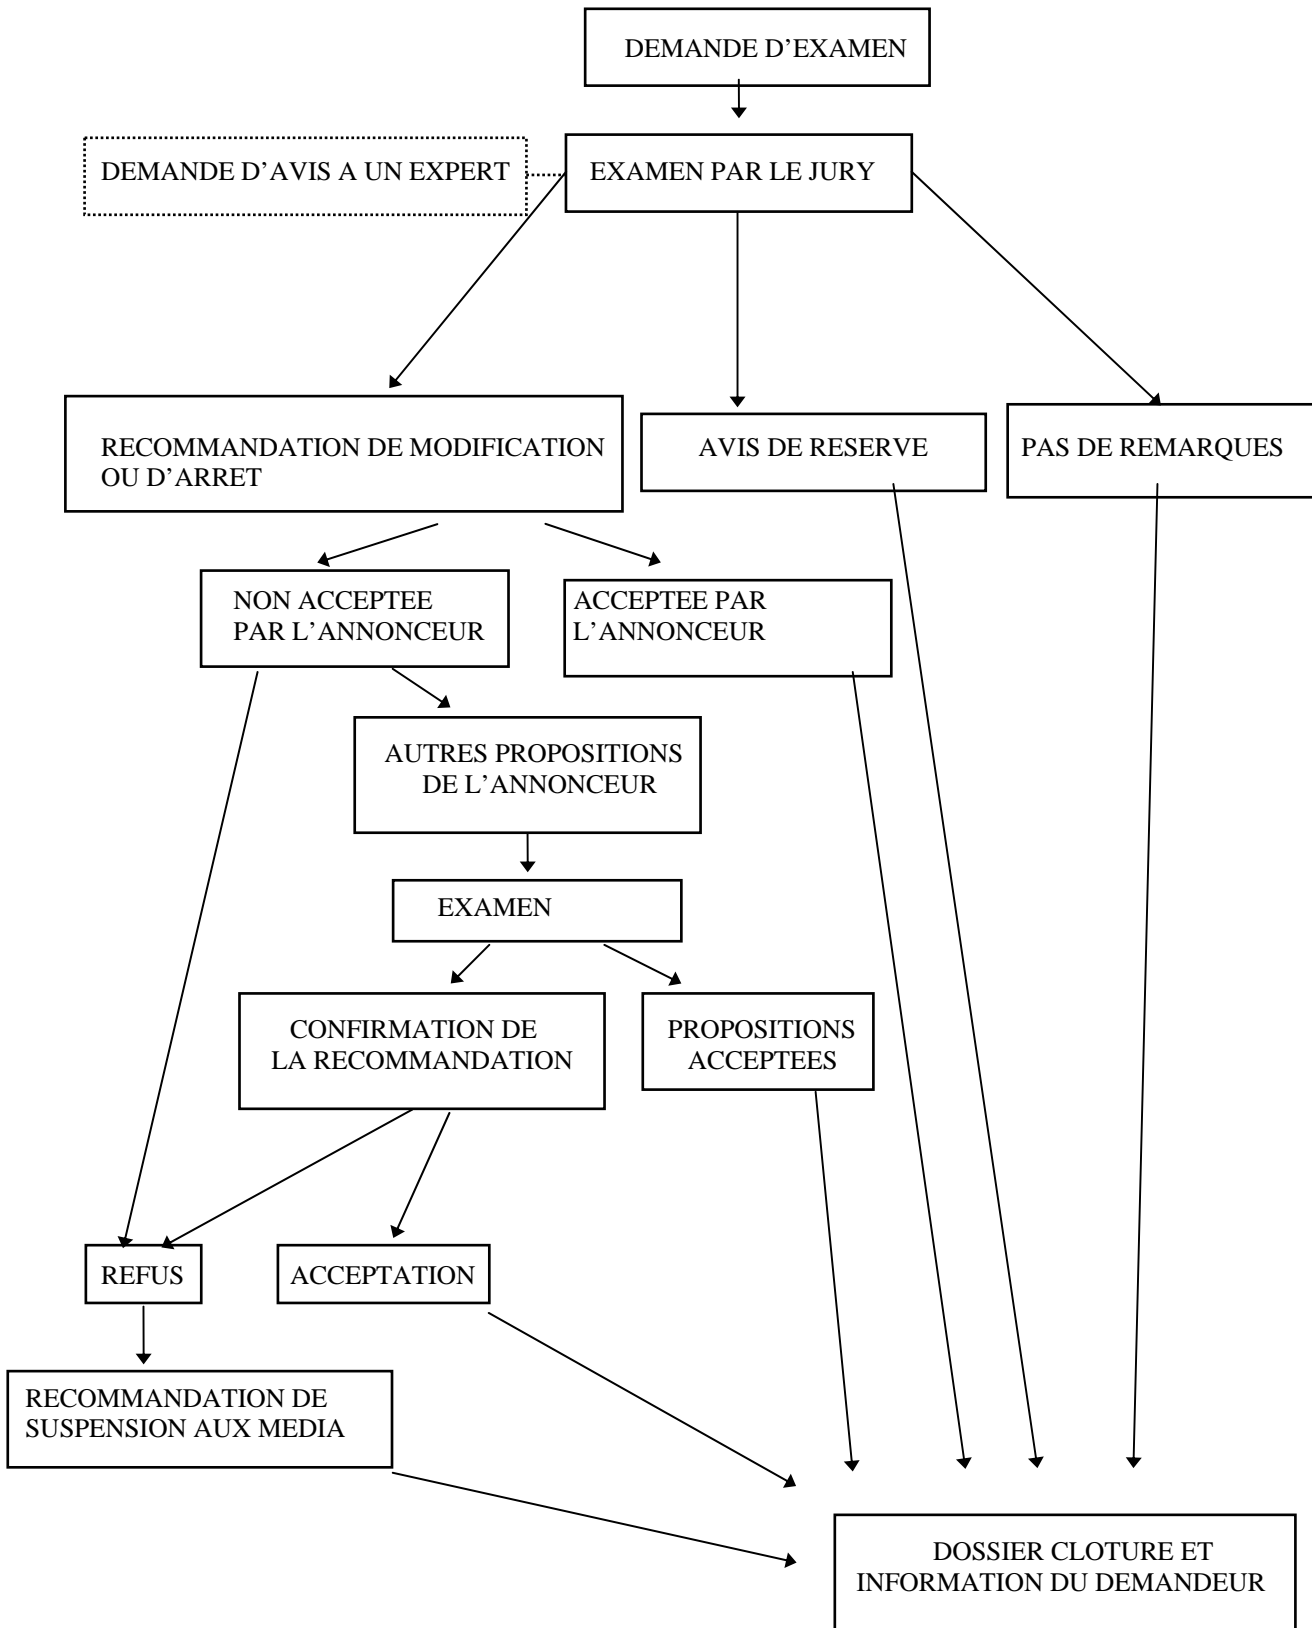 DEMANDE D'EXAMEN
DEMANDE D'AVIS A UN EXPERT
EXAMEN PAR LE JURY
RECOMMANDATION DE MODIFICATION
OU D'ARRET
AVIS DE RESERVE
PAS DE REMARQUES
NON ACCEPTEE
PAR L'ANNONCEUR
ACCEPTEE PAR
L'ANNONCEUR
AUTRES PROPOSITIONS
DE L'ANNONCEUR
EXAMEN
CONFIRMATION DE
LA RECOMMANDATION
PROPOSITIONS
ACCEPTEES
REFUS
ACCEPTATION
RECOMMANDATION DE
SUSPENSION AUX MEDIA
DOSSIER CLOTURE ET
INFORMATION DU DEMANDEUR